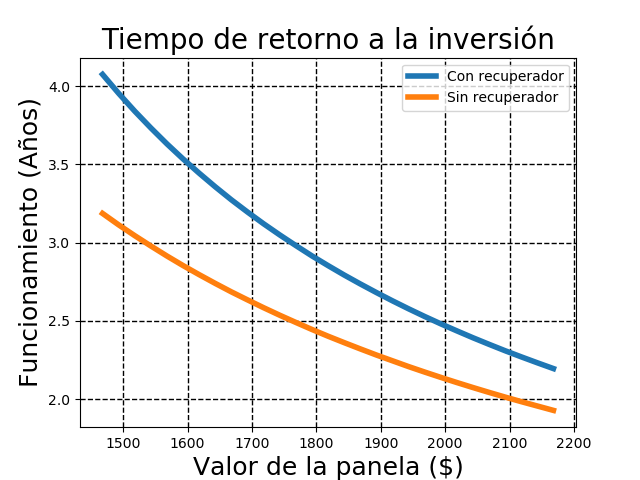 Tiempo de retorno a la inversión
Con recuperador
Sin recuperador
Funcionamiento (Años)
4.0
3.5
3.0
2.5
2.0
1500 1600 1700 1800 1900 2000 2100 2200
Valor de la panela ($)